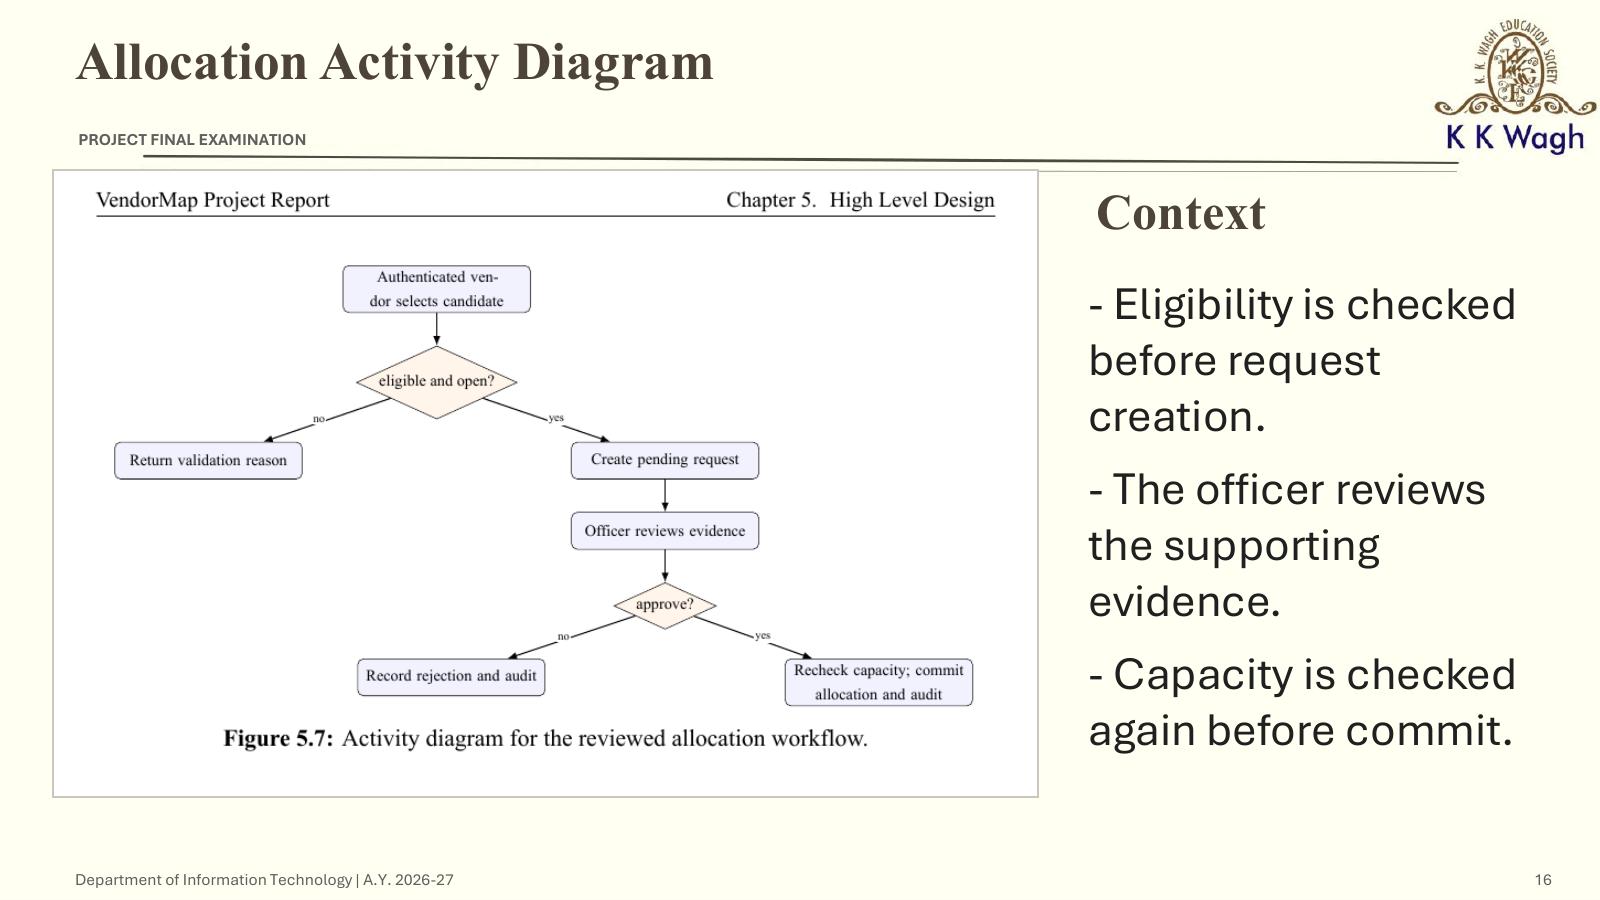 Allocation Activity Diagram
K. K. WAGH EDUCATION SOCIETY
K K Wagh
PROJECT FINAL EXAMINATION
VendorMap Project Report
Chapter 5. High Level Design
Authenticated ven-
dor selects candidate
eligible and open?
no
yes
Return validation reason
Create pending request
Officer reviews evidence
approve?
no
yes
Record rejection and audit
Recheck capacity; commit
allocation and audit
Figure 5.7: Activity diagram for the reviewed allocation workflow.
Context
- Eligibility is checked
before request
creation.
- The officer reviews
the supporting
evidence.
- Capacity is checked
again before commit.
Department of Information Technology | A.Y. 2026-27
16